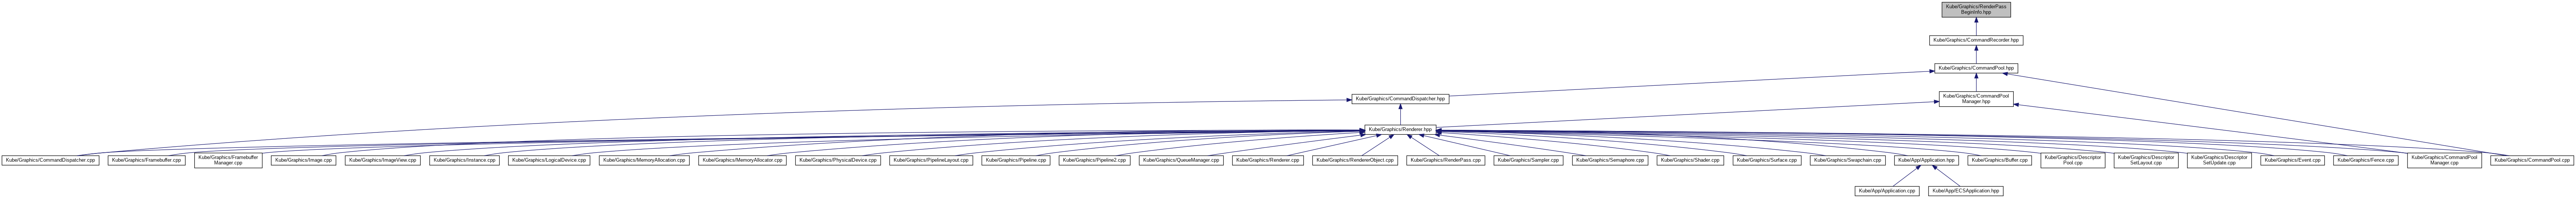 Kube/Graphics/RenderPass
BeginInfo.hpp
Kube/Graphics/CommandRecorder.hpp
Kube/Graphics/CommandPool.hpp
Kube/Graphics/CommandDispatcher.hpp
Kube/Graphics/CommandPool
Manager.hpp
Kube/Graphics/Renderer.hpp
Kube/Graphics/CommandDispatcher.cpp
Kube/Graphics/Framebuffer.cpp
Kube/Graphics/Framebuffer
Manager.cpp
Kube/Graphics/Image.cpp
Kube/Graphics/ImageView.cpp
Kube/Graphics/Instance.cpp
Kube/Graphics/LogicalDevice.cpp
Kube/Graphics/MemoryAllocation.cpp
Kube/Graphics/MemoryAllocator.cpp
Kube/Graphics/PhysicalDevice.cpp
Kube/Graphics/PipelineLayout.cpp
Kube/Graphics/Pipeline.cpp
Kube/Graphics/Pipeline2.cpp
Kube/Graphics/QueueManager.cpp
Kube/Graphics/Renderer.cpp
Kube/Graphics/RendererObject.cpp
Kube/Graphics/RenderPass.cpp
Kube/Graphics/Sampler.cpp
Kube/Graphics/Semaphore.cpp
Kube/Graphics/Shader.cpp
Kube/Graphics/Surface.cpp
Kube/Graphics/Swapchain.cpp
Kube/App/Application.hpp
Kube/Graphics/Buffer.cpp
Kube/Graphics/Descriptor
Pool.cpp
Kube/Graphics/Descriptor
SetLayout.cpp
Kube/Graphics/Descriptor
SetUpdate.cpp
Kube/Graphics/Event.cpp
Kube/Graphics/Fence.cpp
Kube/Graphics/CommandPool
Manager.cpp
Kube/Graphics/CommandPool.cpp
Kube/App/Application.cpp
Kube/App/ECSApplication.hpp